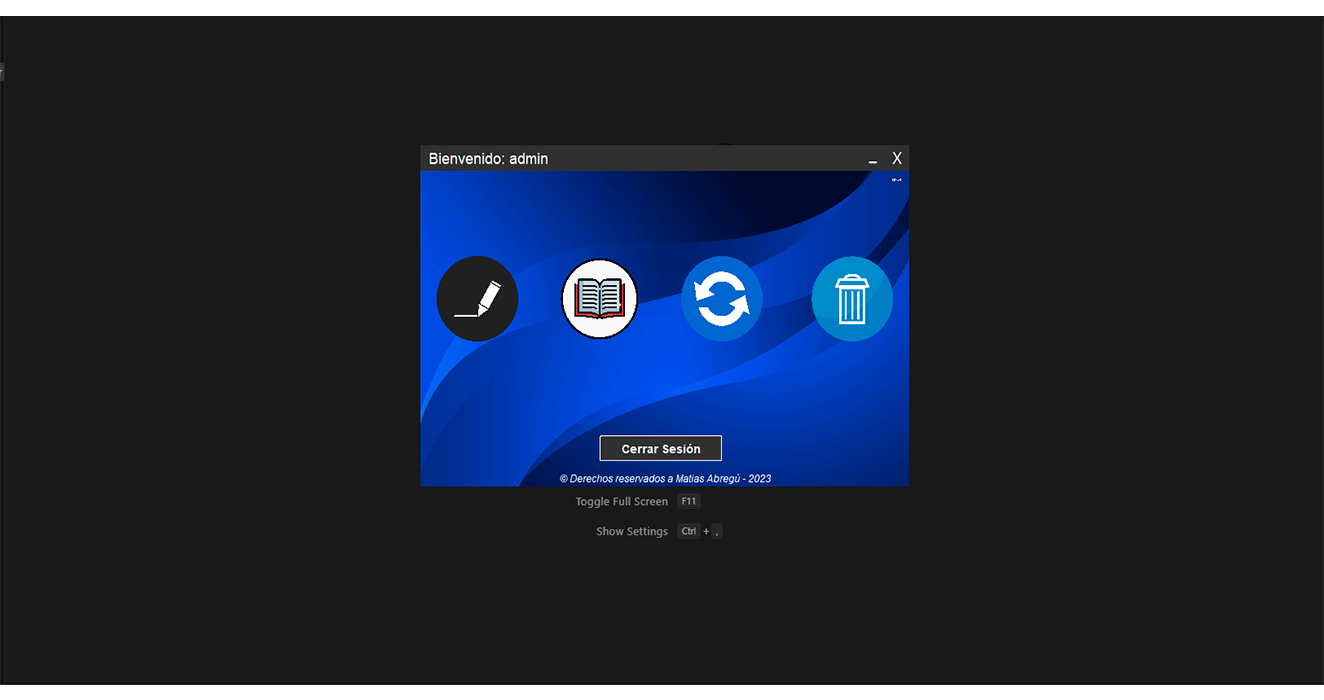 Bienvenido: admin
_ X
Cerrar Sesión
© Derechos reservados a Matias Abregú - 2023
Toggle Full Screen F11
Show Settings Ctrl + ,